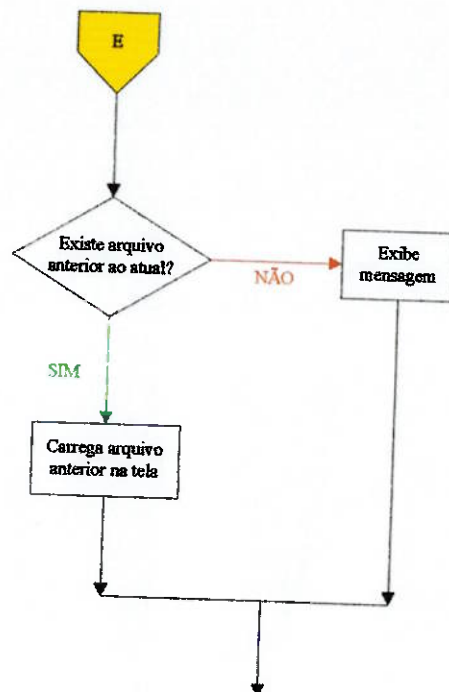 E
Existe arquivo
anterior ao atual?
NÃO
Exibe
mensagem
SIM
Carrega arquivo
anterior na tela